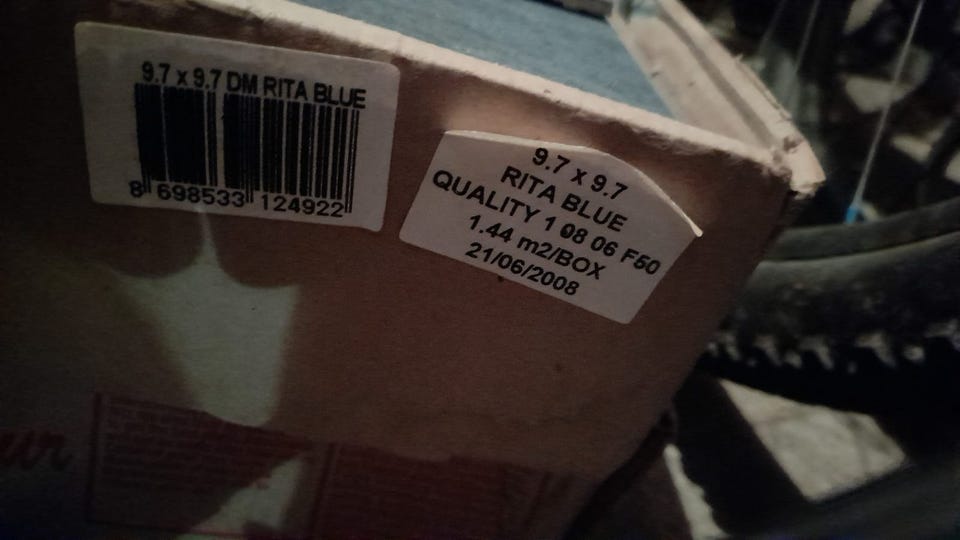 9.7 x 9.7 DM RITA BLUE
8 698533 124922
9.7 x 9.7
RITA BLUE
QUALITY 1 08 06 F50
1.44 m2/BOX
21/06/2008